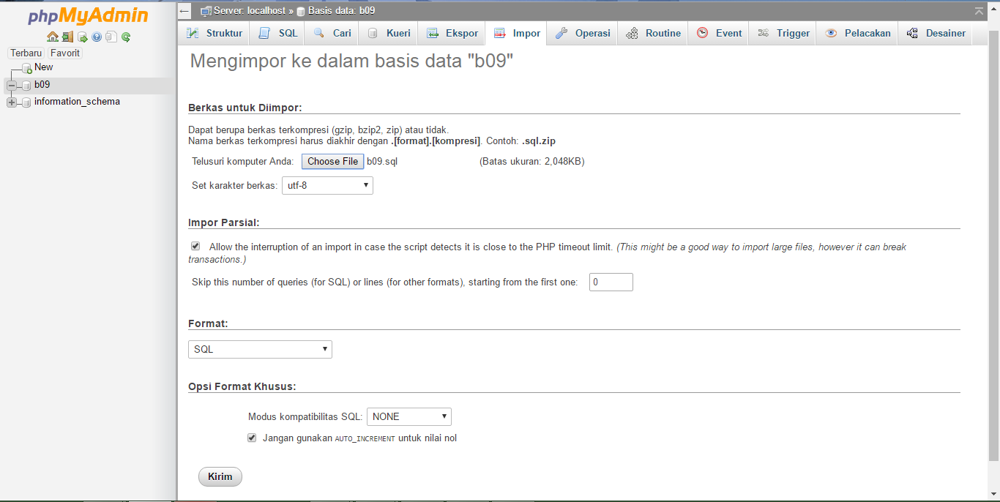 phpMyAdmin
Terbaru Favorit
New
b09
information_schema
Server: localhost » Basis data: b09
Struktur SQL Cari Kueri Ekspor Impor Operasi Routine Event Trigger Pelacakan Desainer
Mengimpor ke dalam basis data "b09"
Berkas untuk Diimpor:
Dapat berupa berkas terkompresi (gzip, bzip2, zip) atau tidak.
Nama berkas terkompresi harus diakhir dengan .[format].[kompresi]. Contoh: .sql.zip
Telusuri komputer Anda: Choose File b09.sql (Batas ukuran: 2,048KB)
Set karakter berkas: utf-8
Impor Parsial:
Allow the interruption of an import in case the script detects it is close to the PHP timeout limit. (This might be a good way to import large files, however it can break
transactions.)
Skip this number of queries (for SQL) or lines (for other formats), starting from the first one: 0
Format:
SQL
Opsi Format Khusus:
Modus kompatibilitas SQL: NONE
Jangan gunakan AUTO_INCREMENT untuk nilai nol
Kirim